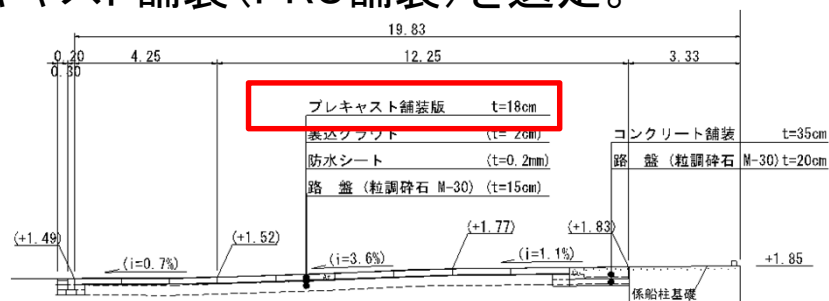 キャスト舗装(PRC舗装)を選定。
19.83
0.20 4.25 12.25 3.33
0.30
プレキャスト舗装版 t=18cm
裏込グラウト (t= 2cm) コンクリート舗装 t=35cm
防水シート (t=0.2mm) 路 盤 (粒調砕石 M-30) t=20cm
路 盤 (粒調砕石 M-30) (t=15cm)
(+1.49) (+1.52) (+1.77) (+1.83)
(i=0.7%) (i=3.6%) (i=1.1%) +1.85
係船柱基礎